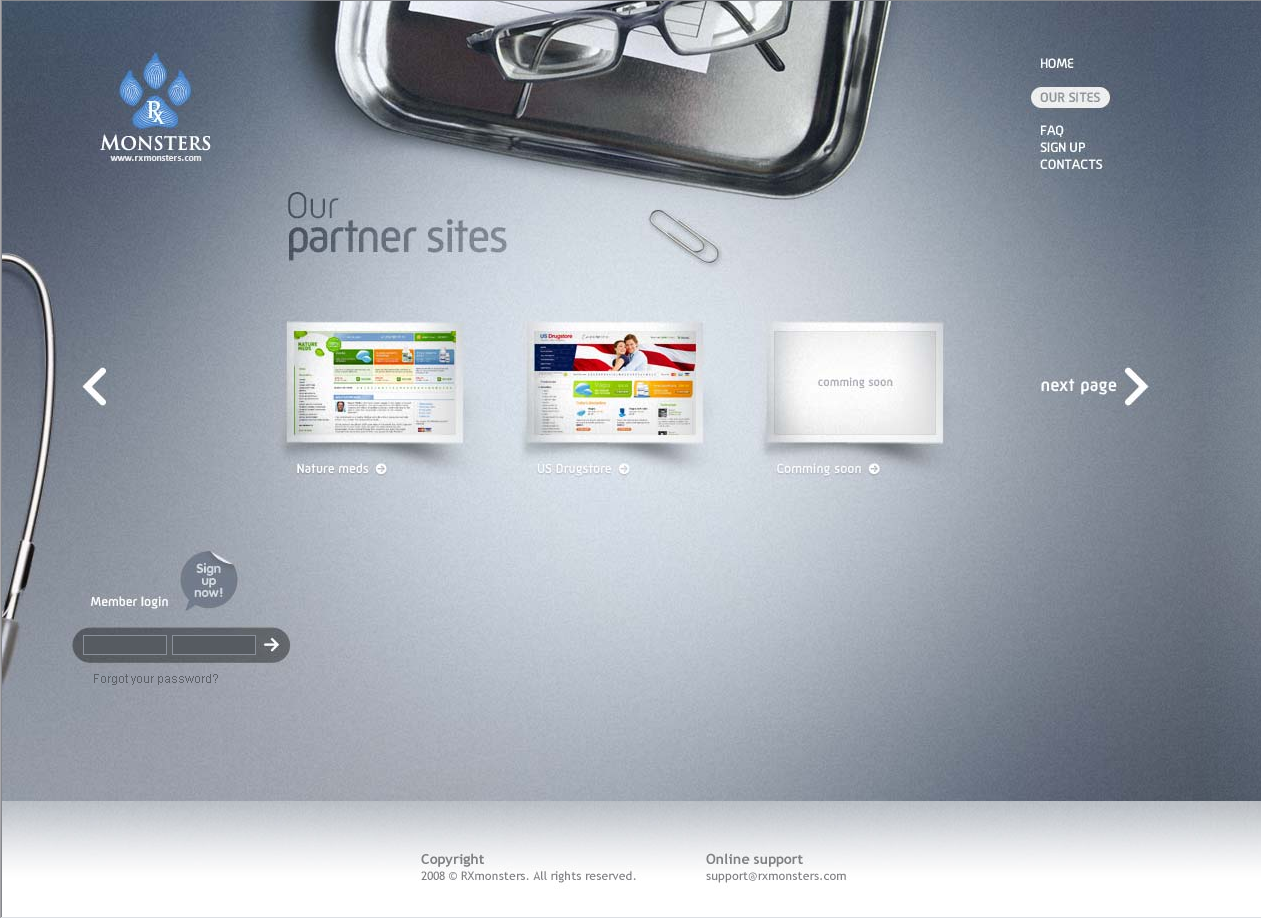 Rx
MONSTERS
www.rxmonsters.com
HOME
OUR SITES
FAQ
SIGN UP
CONTACTS
Our
partner sites
NATURE
MEDS
US Drugstore
comming soon
next page
Nature meds
US Drugstore
Comming soon
Sign
up
now!
Member login
Forgot your password?
Copyright
2008 © RXmonsters. All rights reserved.
Online support
support@rxmonsters.com